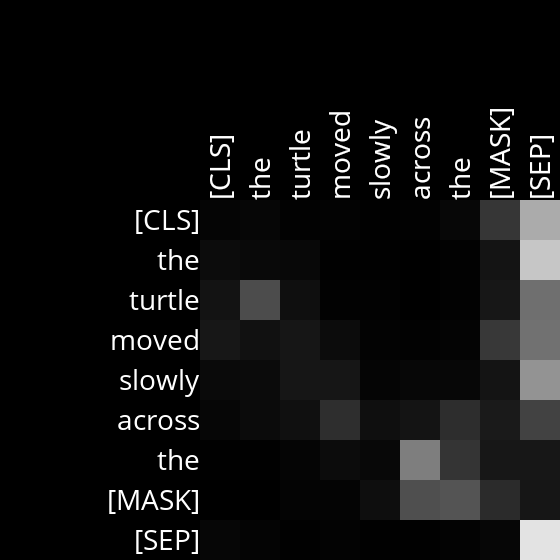 [CLS]
the
turtle
moved
slowly
across
the
[MASK]
[SEP]
[CLS]
the
turtle
moved
slowly
across
the
[MASK]
[SEP]